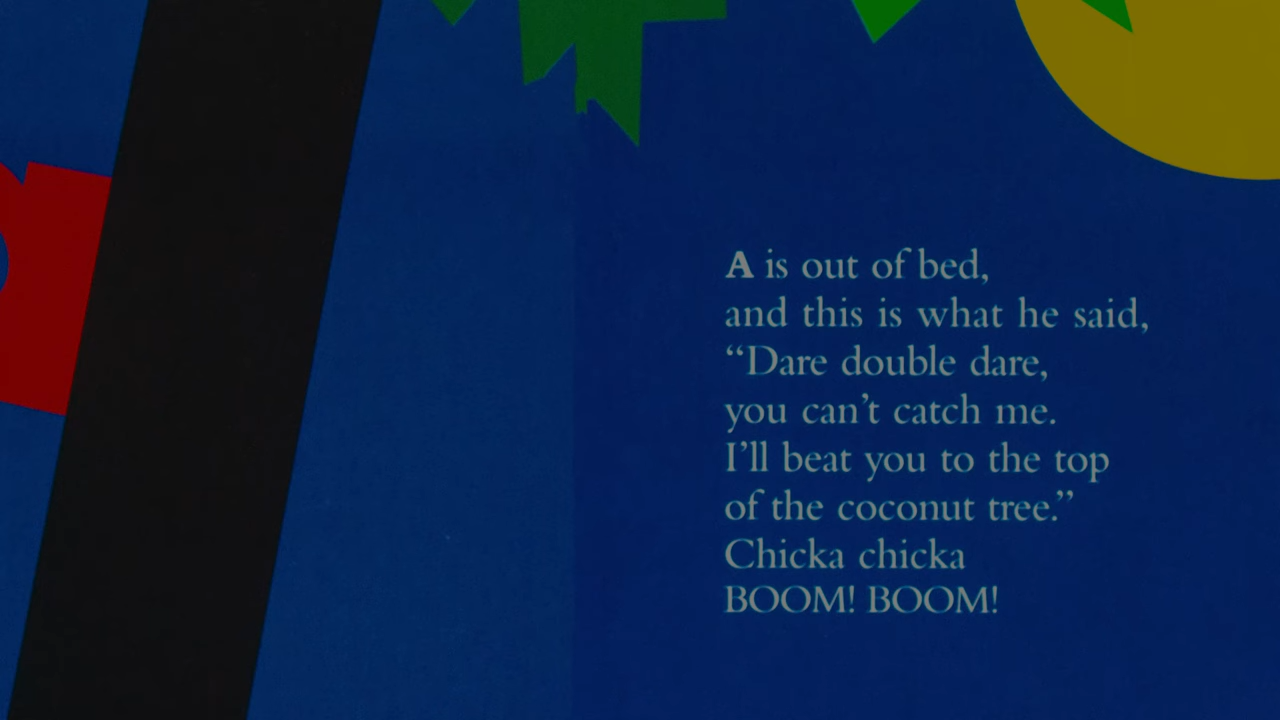 A is out of bed,
and this is what he said,
“Dare double dare,
you can’t catch me.
I’ll beat you to the top
of the coconut tree.”
Chicka chicka
BOOM! BOOM!